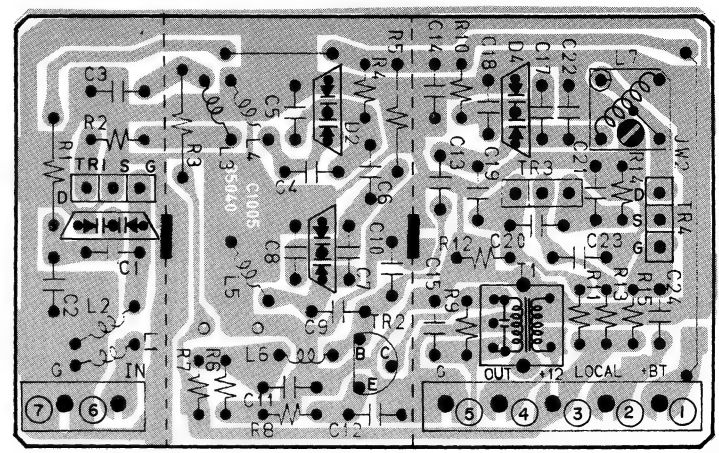 C3
R2
R1
TR1 S G
D
C1
C2
L2
L1
G
IN
7
6
R3
L3
L4
C5
D2
R4
R5
C4
C6
C1005
C8
C7
C10
L5
C9
TR2
L6
B
C
E
R7
R6
C11
R8
C12
C14
R10
C18
D4
C17
C22
L7
JW2
C13
C19
TR3
C21
R14
D
S
G
TR4
R12
C20
C23
C15
R9
T1
R11
R13
R15
C24
G OUT +12 LOCAL +BT
5 4 3 2 1